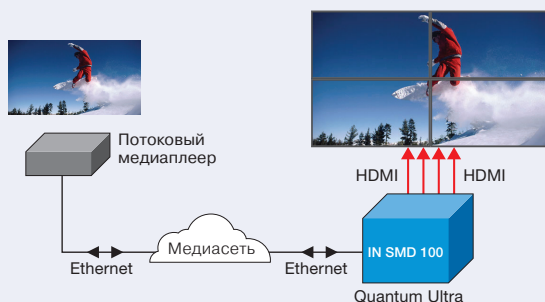 Потоковый
медиаплеер
HDMI
HDMI
Медиасеть
IN SMD 100
Ethernet
Ethernet
Quantum Ultra